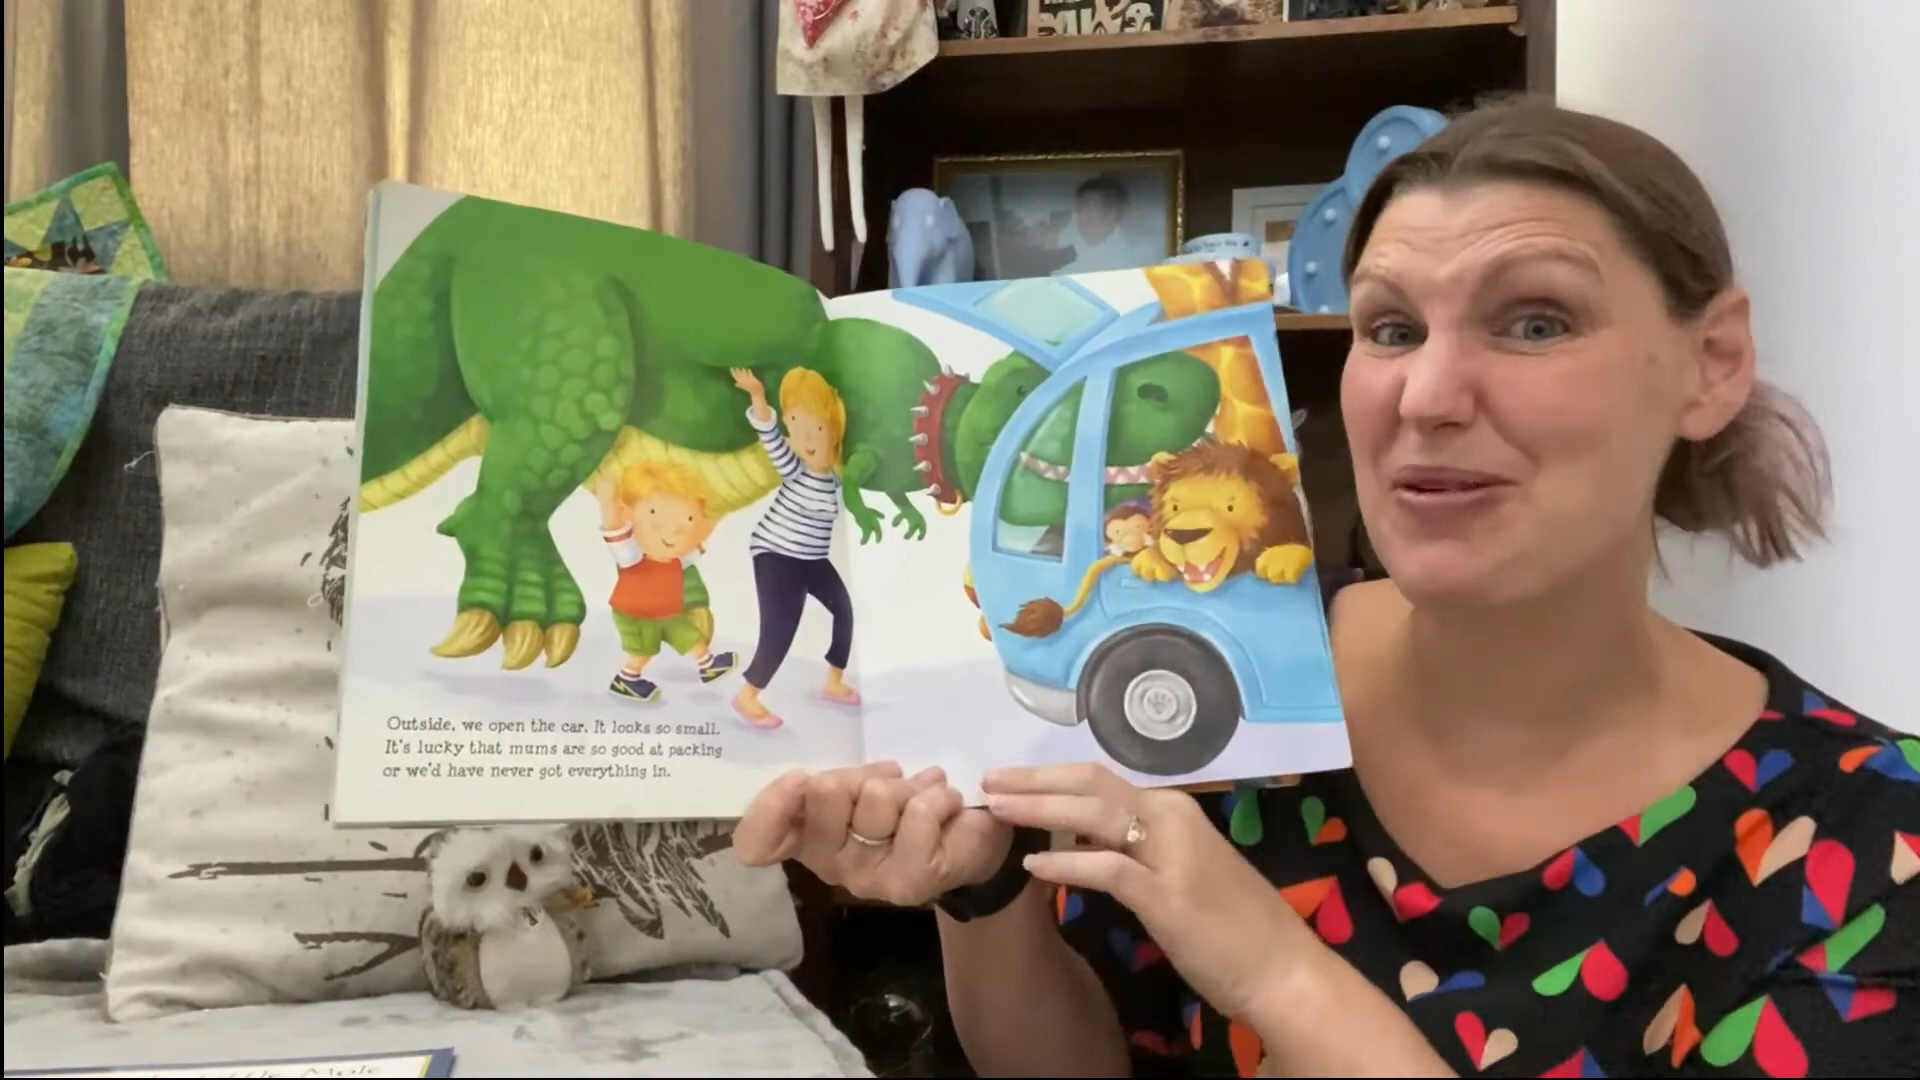 Outside, we open the car. It looks so small.
It's lucky that mums are so good at packing
or we'd have never got everything in.